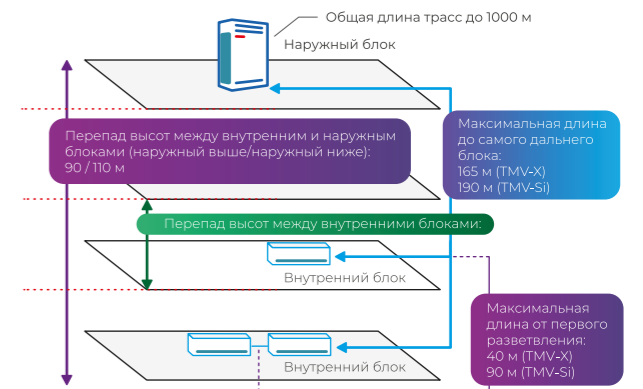 Общая длина трасс до 1000 м
Наружный блок
Перепад высот между внутренним и наружным
блоками (наружный выше/наружный ниже):
90 / 110 м
Максимальная длина
до самого дальнего
блока:
165 м (TMV-X)
190 м (TMV-Si)
Перепад высот между внутренними блоками:
Внутренний блок
Максимальная
длина от первого
разветвления:
40 м (TMV-X)
90 м (TMV-Si)
Внутренний блок